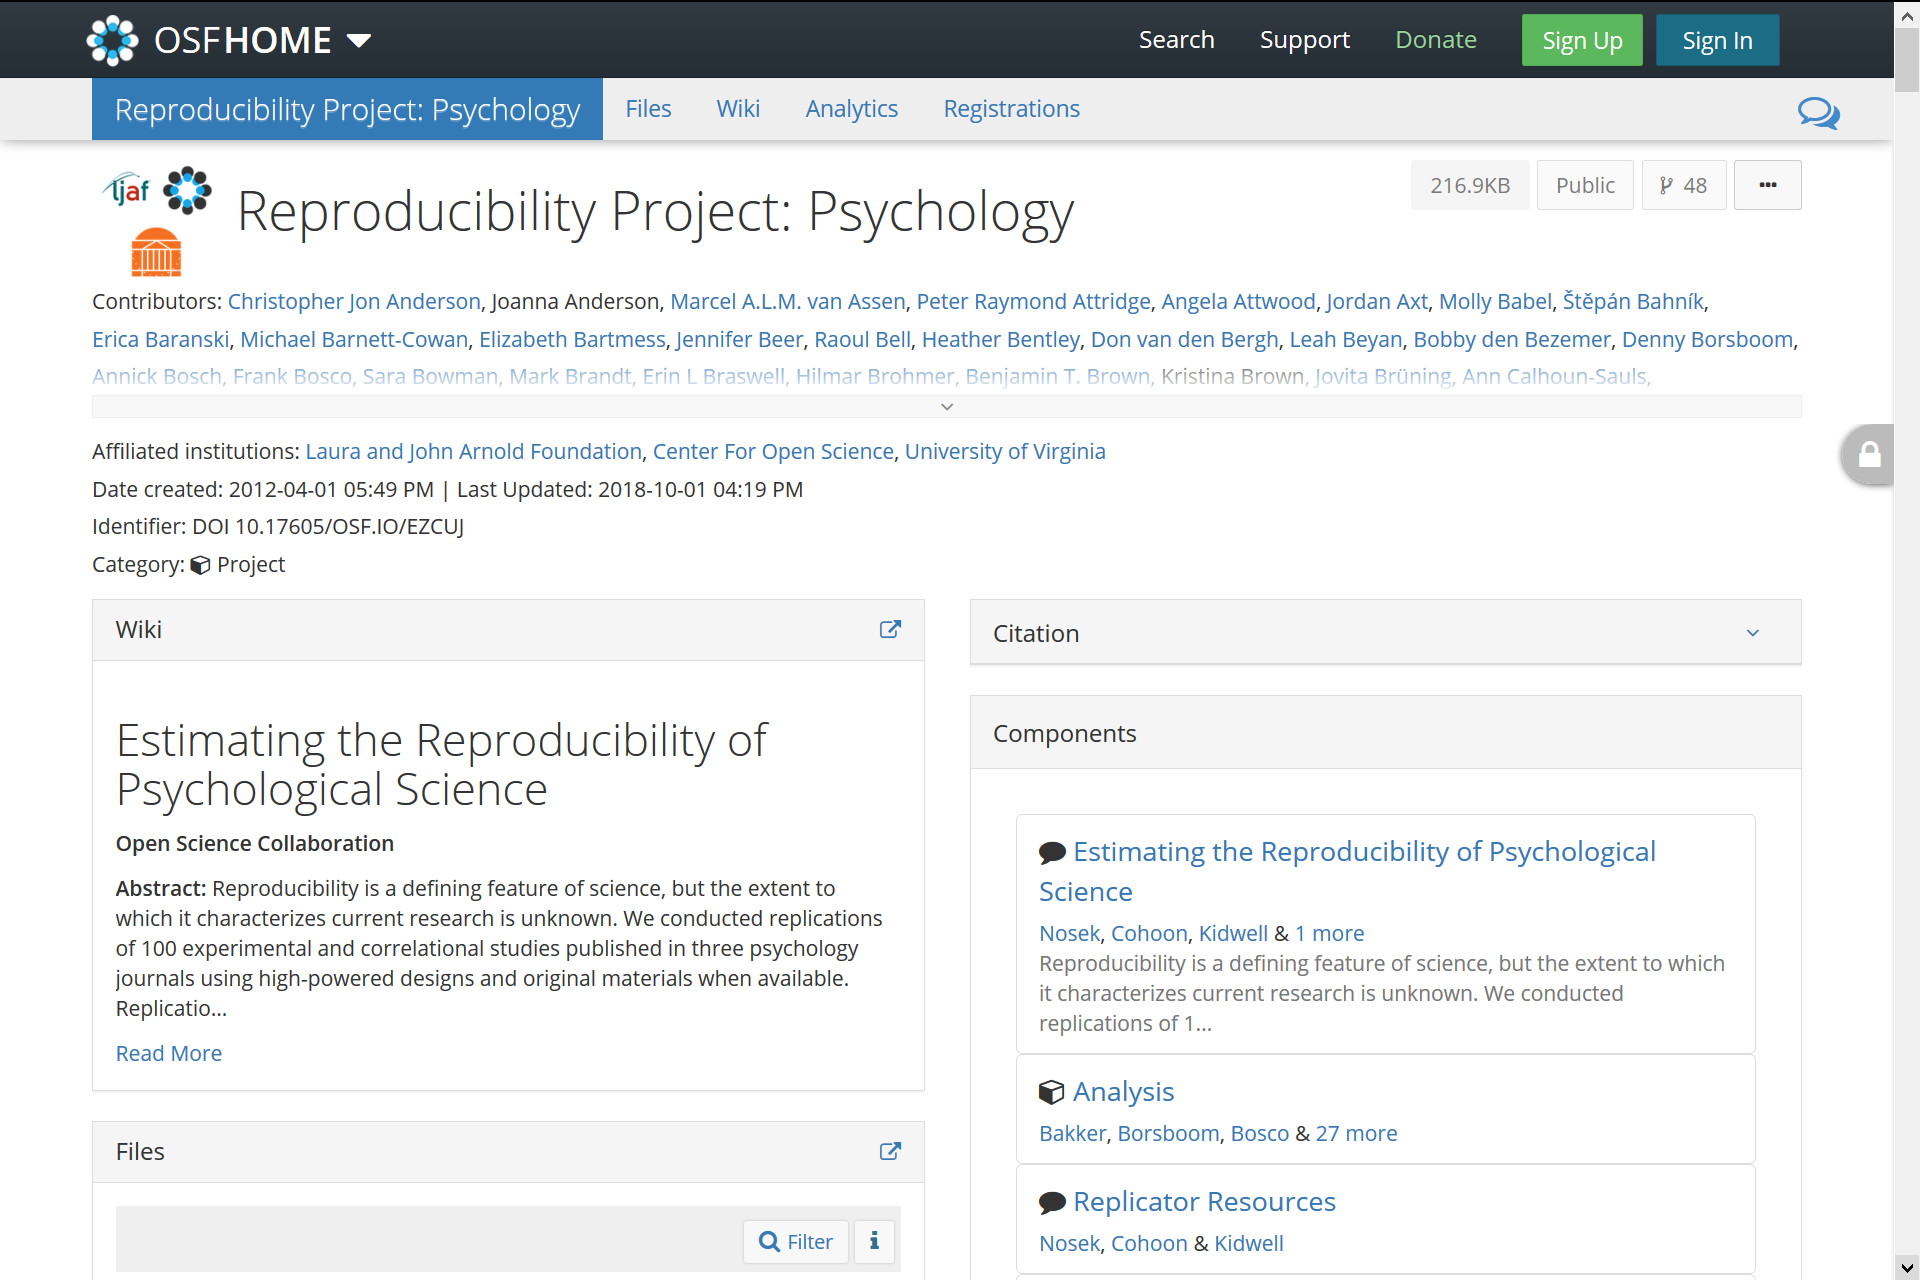 OSFHOME
Search Support Donate Sign Up Sign In
Reproducibility Project: Psychology Files Wiki Analytics Registrations
ljaf
216.9KB Public 48 ...
Reproducibility Project: Psychology
Contributors: Christopher Jon Anderson, Joanna Anderson, Marcel A.L.M. van Assen, Peter Raymond Attridge, Angela Attwood, Jordan Axt, Molly Babel, Štěpán Bahník,
Erica Baranski, Michael Barnett-Cowan, Elizabeth Bartmess, Jennifer Beer, Raoul Bell, Heather Bentley, Don van den Bergh, Leah Beyan, Bobby den Bezemer, Denny Borsboom,
Annick Bosch, Frank Bosco, Sara Bowman, Mark Brandt, Erin L Braswell, Hilmar Brohmer, Benjamin T. Brown, Kristina Brown, Jovita Brüning, Ann Calhoun-Sauls,
Affiliated institutions: Laura and John Arnold Foundation, Center For Open Science, University of Virginia
Date created: 2012-04-01 05:49 PM | Last Updated: 2018-10-01 04:19 PM
Identifier: DOI 10.17605/OSF.IO/EZCUJ
Category: Project
Wiki
Estimating the Reproducibility of
Psychological Science
Open Science Collaboration
Abstract: Reproducibility is a defining feature of science, but the extent to
which it characterizes current research is unknown. We conducted replications
of 100 experimental and correlational studies published in three psychology
journals using high-powered designs and original materials when available.
Replicatio...
Read More
Files
Filter i
Citation
Components
Estimating the Reproducibility of Psychological
Science
Nosek, Cohoon, Kidwell & 1 more
Reproducibility is a defining feature of science, but the extent to which
it characterizes current research is unknown. We conducted
replications of 1...
Analysis
Bakker, Borsboom, Bosco & 27 more
Replicator Resources
Nosek, Cohoon & Kidwell